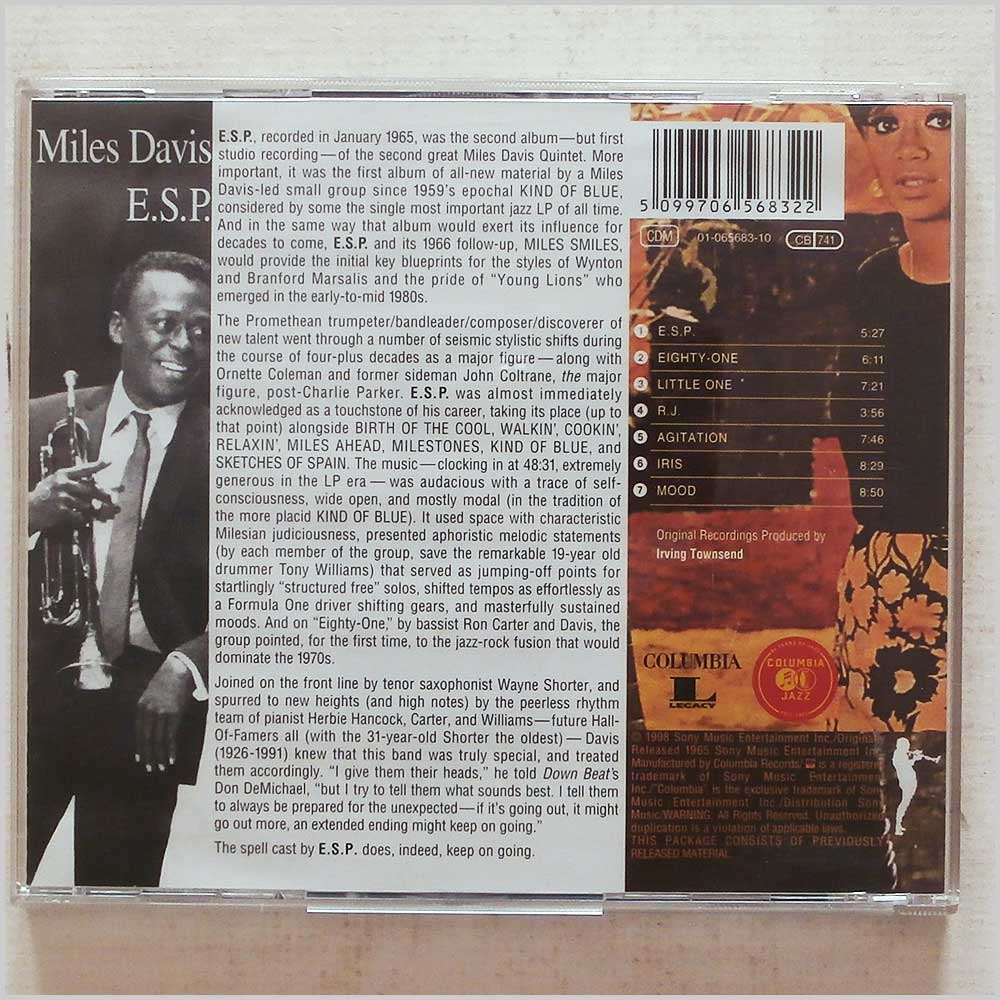 Miles Davis
E.S.P.
E.S.P., recorded in January 1965, was the second album—but first
studio recording—of the second great Miles Davis Quintet. More
important, it was the first album of all-new material by a Miles
Davis-led small group since 1959's epochal KIND OF BLUE,
considered by some the single most important jazz LP of all time.
And in the same way that album would exert its influence for
decades to come, E.S.P. and its 1966 follow-up, MILES SMILES,
would provide the initial key blueprints for the styles of Wynton
and Branford Marsalis and the pride of "Young Lions" who
emerged in the early-to-mid 1980s.
The Promethean trumpeter/bandleader/composer/discoverer of
new talent went through a number of seismic stylistic shifts during
the course of four-plus decades as a major figure—along with
Ornette Coleman and former sideman John Coltrane, the major
figure, post-Charlie Parker. E.S.P. was almost immediately
acknowledged as a touchstone of his career, taking its place (up to
that point) alongside BIRTH OF THE COOL, WALKIN', COOKIN',
RELAXIN', MILES AHEAD, MILESTONES, KIND OF BLUE, and
SKETCHES OF SPAIN. The music—clocking in at 48:31, extremely
generous in the LP era—was audacious with a trace of self-
consciousness, wide open, and mostly modal (in the tradition of
the more placid KIND OF BLUE). It used space with characteristic
Milesian judiciousness, presented aphoristic melodic statements
(by each member of the group, save the remarkable 19-year old
drummer Tony Williams) that served as jumping-off points for
startlingly "structured free" solos, shifted tempos as effortlessly as
a Formula One driver shifting gears, and masterfully sustained
moods. And on "Eighty-One," by bassist Ron Carter and Davis, the
group pointed, for the first time, to the jazz-rock fusion that would
dominate the 1970s.
Joined on the front line by tenor saxophonist Wayne Shorter, and
spurred to new heights (and high notes) by the peerless rhythm
team of pianist Herbie Hancock, Carter, and Williams—future Hall-
Of-Famers all (with the 31-year-old Shorter the oldest)—Davis
(1926-1991) knew that this band was truly special, and treated
them accordingly. "I give them their heads," he told Down Beat's
Don DeMichael, "but I try to tell them what sounds best. I tell them
to always be prepared for the unexpected—if it's going out, it might
go out more, an extended ending might keep on going."
The spell cast by E.S.P. does, indeed, keep on going.
5 099706 568322
CDM 01-065683-10 CB 741
1 E.S.P. 5:27
2 EIGHTY-ONE 6:11
3 LITTLE ONE 7:21
4 R.J. 3:56
5 AGITATION 7:46
6 IRIS 8:29
7 MOOD 8:50
Original Recordings Produced by
Irving Townsend
COLUMBIA
L
LEGACY
COLUMBIA
JAZZ
© 1998 Sony Music Entertainment Inc./Originally
Released 1965 Sony Music Entertainment Inc./
Manufactured by Columbia Records/ is a registered
trademark of Sony Music Entertainment
Inc./"Columbia" is the exclusive trademark of Sony
Music Entertainment Inc./Distribution Sony
Music/WARNING: All Rights Reserved. Unauthorized
duplication is a violation of applicable laws.
THIS PACKAGE CONSISTS OF PREVIOUSLY
RELEASED MATERIAL.